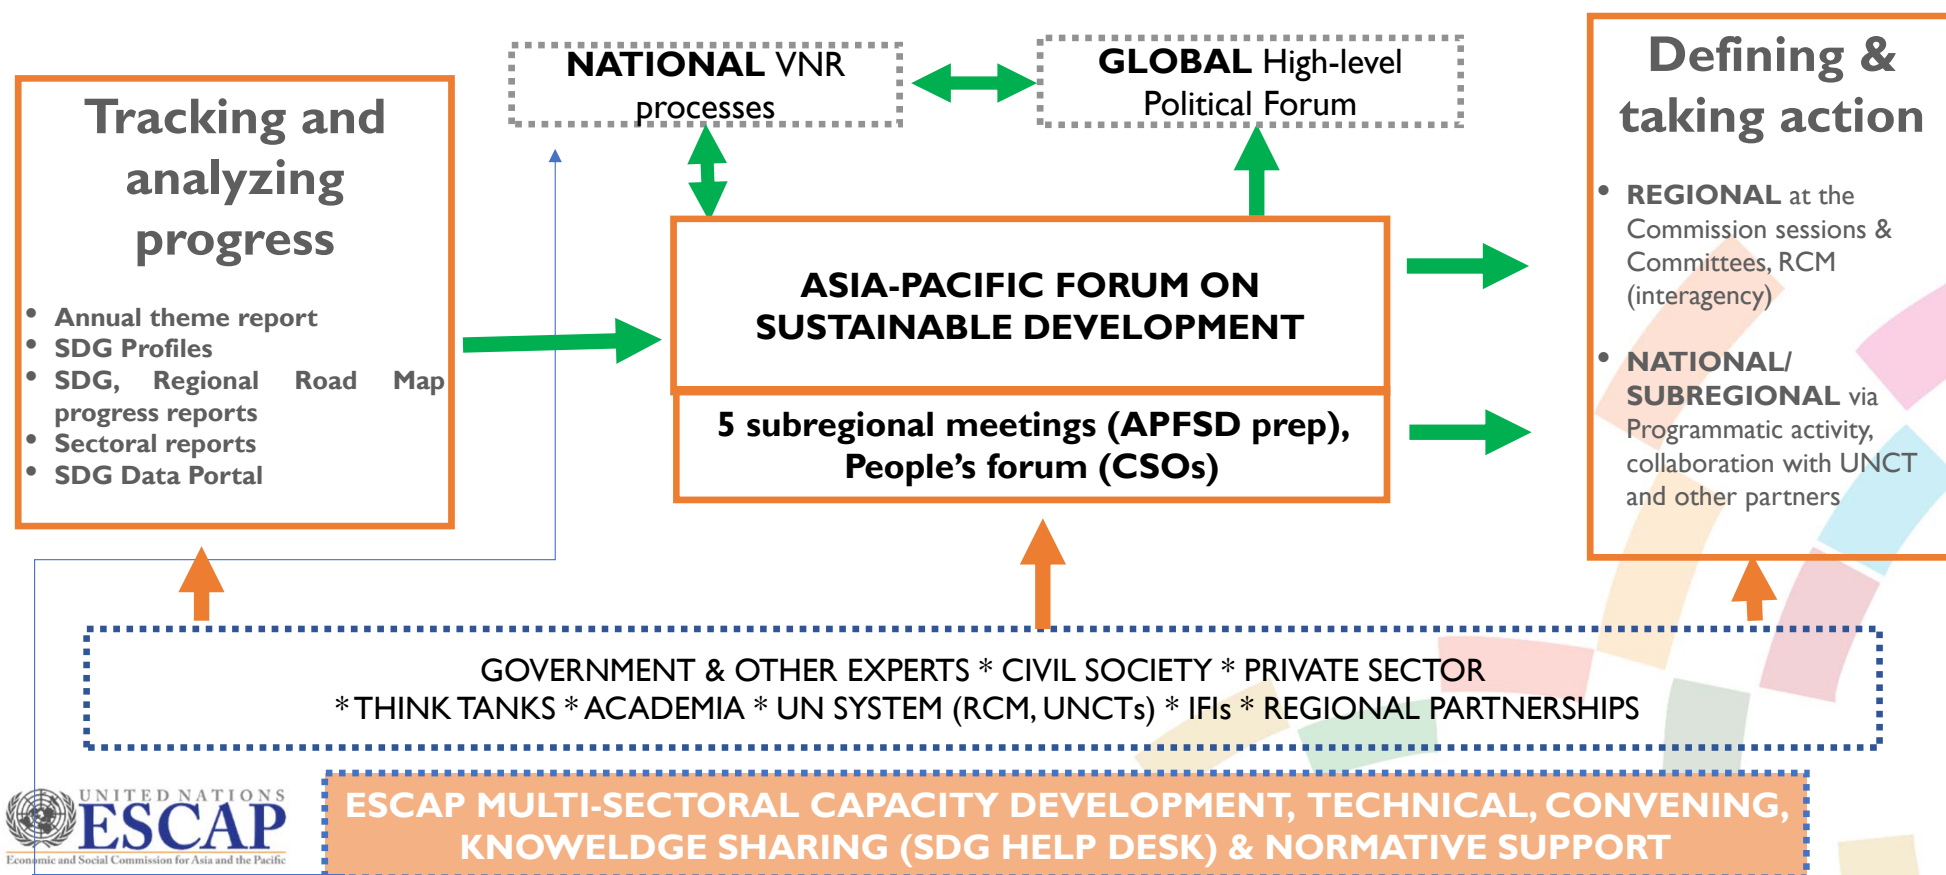 Tracking and
analyzing
progress
• Annual theme report
• SDG Profiles
• SDG, Regional Road Map
progress reports
• Sectoral reports
• SDG Data Portal
NATIONAL VNR
processes
GLOBAL High-level
Political Forum
ASIA-PACIFIC FORUM ON
SUSTAINABLE DEVELOPMENT
5 subregional meetings (APFSD prep),
People’s forum (CSOs)
Defining &
taking action
• REGIONAL at the
Commission sessions &
Committees, RCM
(interagency)
• NATIONAL/
SUBREGIONAL via
Programmatic activity,
collaboration with UNCT
and other partners
GOVERNMENT & OTHER EXPERTS * CIVIL SOCIETY * PRIVATE SECTOR
* THINK TANKS * ACADEMIA * UN SYSTEM (RCM, UNCTs) * IFIs * REGIONAL PARTNERSHIPS
UNITED NATIONS
ESCAP
Economic and Social Commission for Asia and the Pacific
ESCAP MULTI-SECTORAL CAPACITY DEVELOPMENT, TECHNICAL, CONVENING,
KNOWELDGE SHARING (SDG HELP DESK) & NORMATIVE SUPPORT